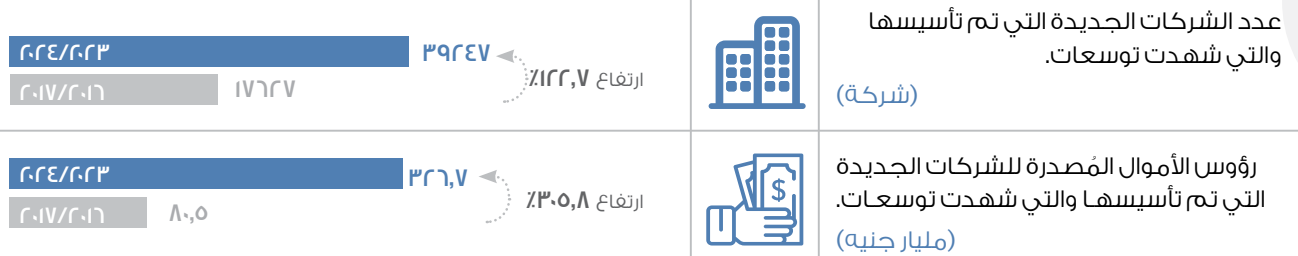 عدد الشركات الجديدة التي تم تأسيسها
والتي شهدت توسعات.
(شركة)
ارتفاع ١٢٢,٧٪
٣٩٢٤٧
٢٠٢٤/٢٠٢٣
١٧٦٢٧
٢٠١٧/٢٠١٦
رؤوس الأموال المُصدرة للشركات الجديدة
التي تم تأسيسها والتي شهدت توسعات.
(مليار جنيه)
$
ارتفاع ٣٠٥,٨٪
٣٢٦,٧
٢٠٢٤/٢٠٢٣
٨٠,٥
٢٠١٧/٢٠١٦